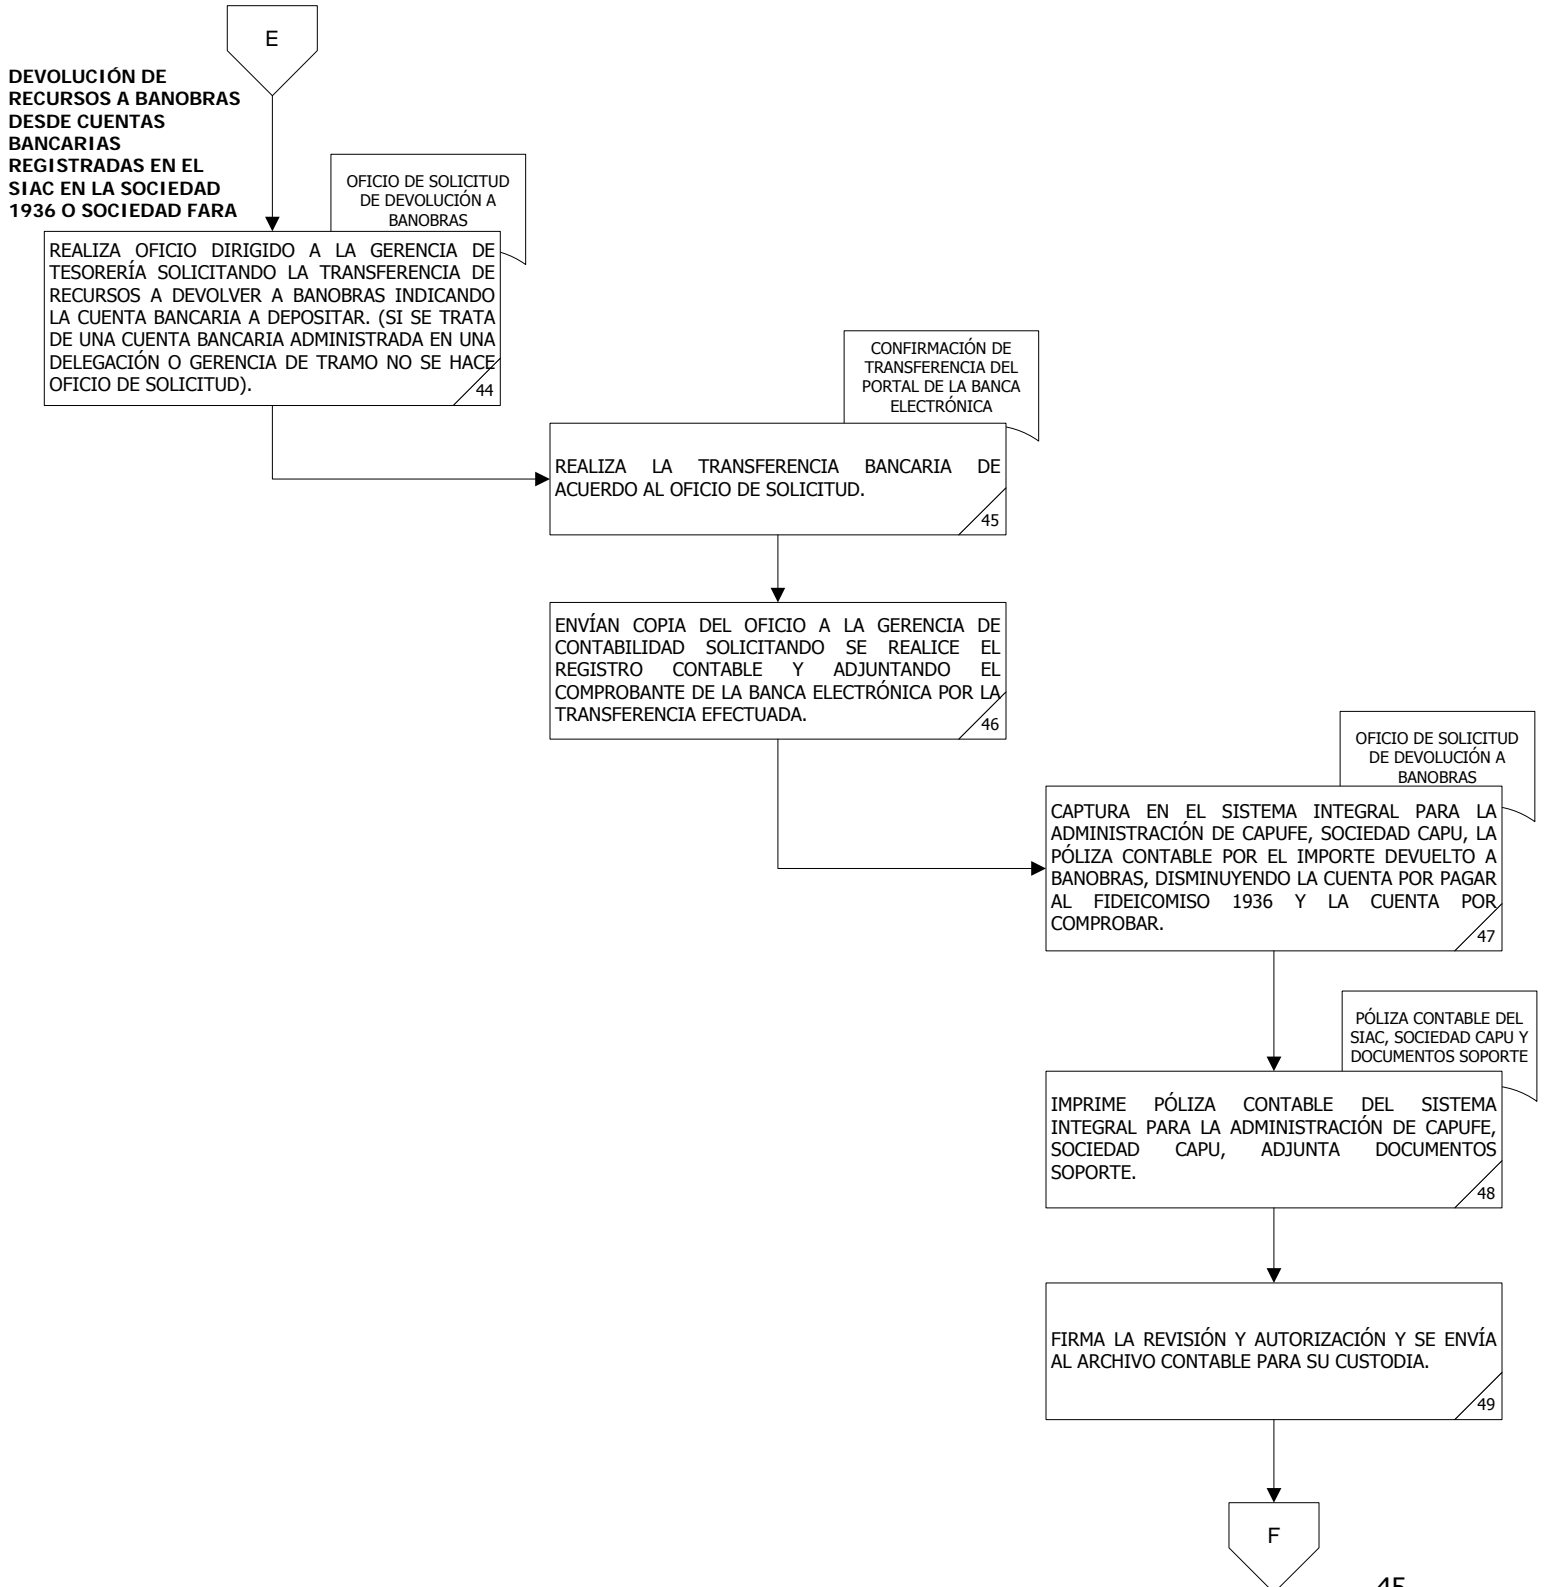 E
DEVOLUCIÓN DE
RECURSOS A BANOBRAS
DESDE CUENTAS
BANCARIAS
REGISTRADAS EN EL
SIAC EN LA SOCIEDAD
1936 O SOCIEDAD FARA
OFICIO DE SOLICITUD
DE DEVOLUCIÓN A
BANOBRAS
REALIZA OFICIO DIRIGIDO A LA GERENCIA DE
TESORERÍA SOLICITANDO LA TRANSFERENCIA DE
RECURSOS A DEVOLVER A BANOBRAS INDICANDO
LA CUENTA BANCARIA A DEPOSITAR. (SI SE TRATA
DE UNA CUENTA BANCARIA ADMINISTRADA EN UNA
DELEGACIÓN O GERENCIA DE TRAMO NO SE HACE
OFICIO DE SOLICITUD).
44
CONFIRMACIÓN DE
TRANSFERENCIA DEL
PORTAL DE LA BANCA
ELECTRÓNICA
REALIZA LA TRANSFERENCIA BANCARIA DE
ACUERDO AL OFICIO DE SOLICITUD.
45
ENVÍAN COPIA DEL OFICIO A LA GERENCIA DE
CONTABILIDAD SOLICITANDO SE REALICE EL
REGISTRO CONTABLE Y ADJUNTANDO EL
COMPROBANTE DE LA BANCA ELECTRÓNICA POR LA
TRANSFERENCIA EFECTUADA.
46
OFICIO DE SOLICITUD
DE DEVOLUCIÓN A
BANOBRAS
CAPTURA EN EL SISTEMA INTEGRAL PARA LA
ADMINISTRACIÓN DE CAPUFE, SOCIEDAD CAPU, LA
PÓLIZA CONTABLE POR EL IMPORTE DEVUELTO A
BANOBRAS, DISMINUYENDO LA CUENTA POR PAGAR
AL FIDEICOMISO 1936 Y LA CUENTA POR
COMPROBAR.
47
PÓLIZA CONTABLE DEL
SIAC, SOCIEDAD CAPU Y
DOCUMENTOS SOPORTE
IMPRIME PÓLIZA CONTABLE DEL SISTEMA
INTEGRAL PARA LA ADMINISTRACIÓN DE CAPUFE,
SOCIEDAD CAPU, ADJUNTA DOCUMENTOS
SOPORTE.
48
FIRMA LA REVISIÓN Y AUTORIZACIÓN Y SE ENVÍA
AL ARCHIVO CONTABLE PARA SU CUSTODIA.
49
F
45